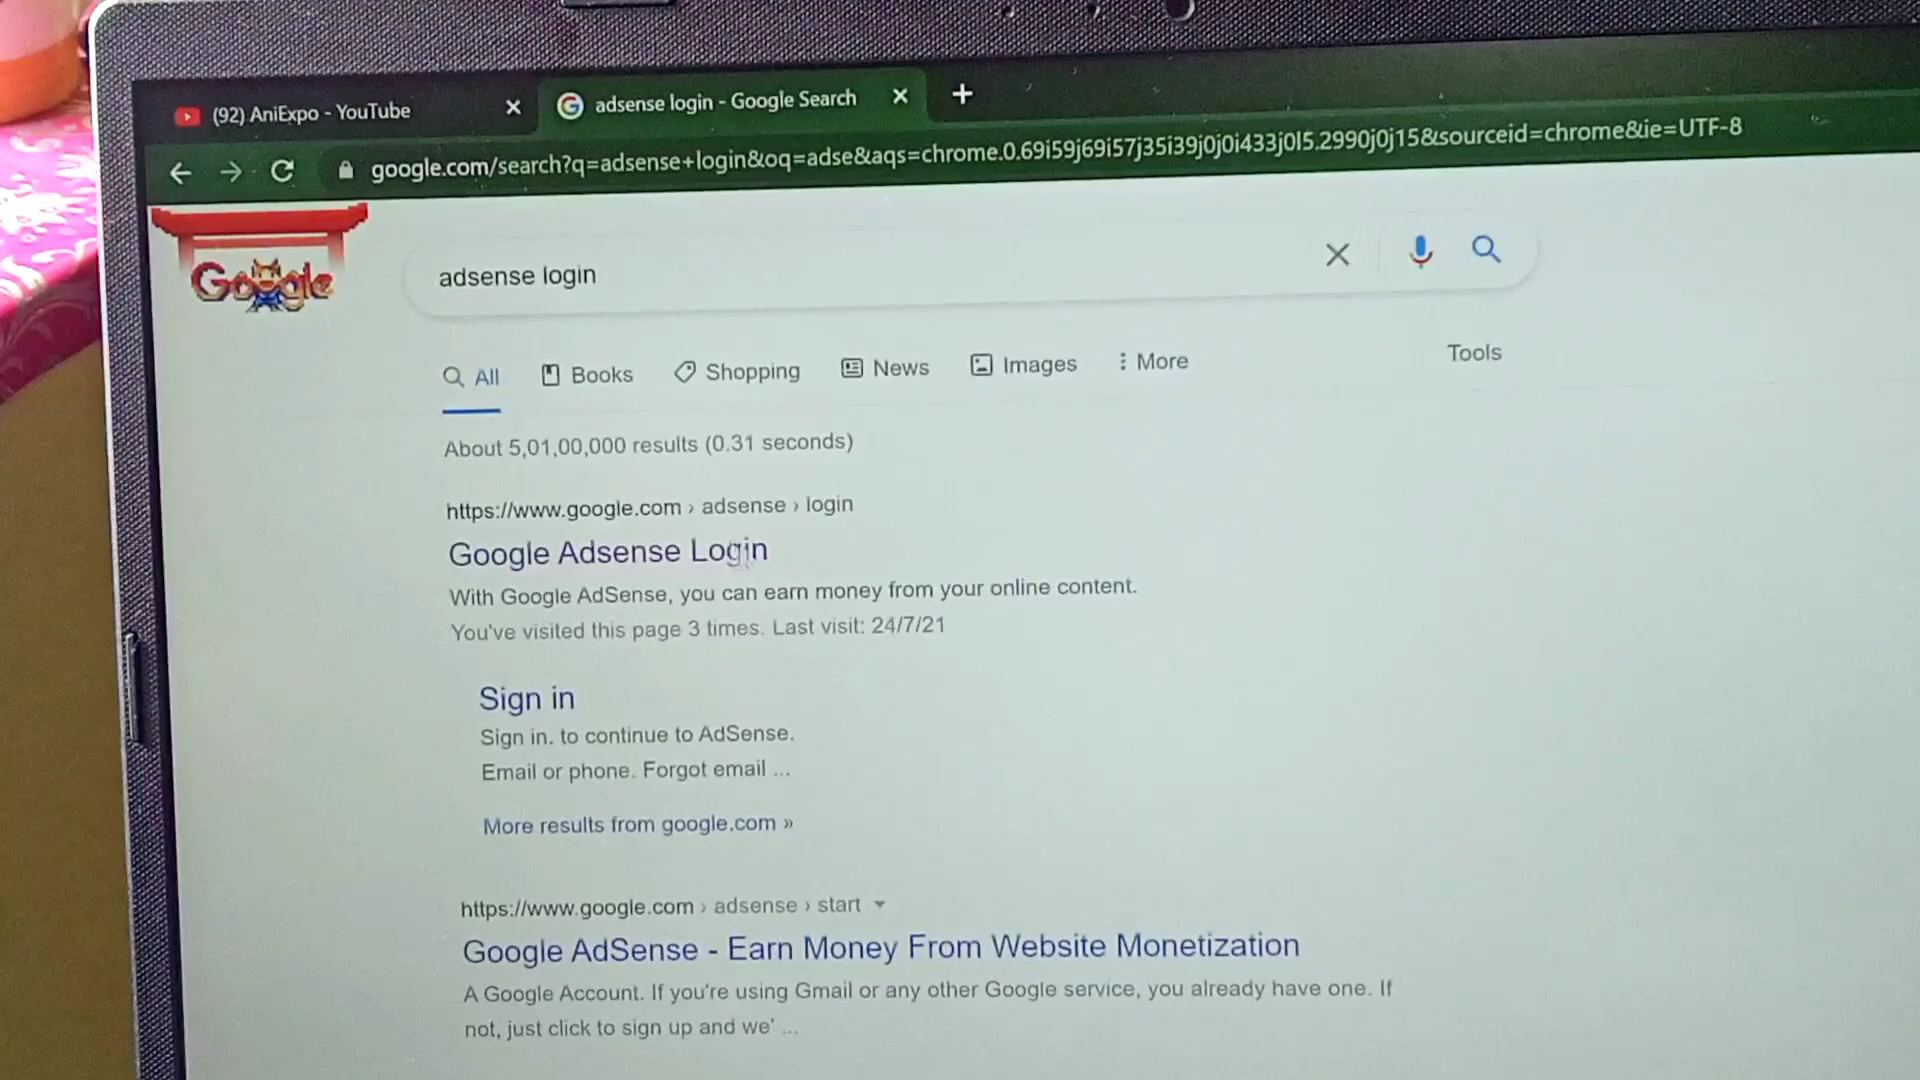 (92) AniExpo - YouTube
adsense login - Google Search
google.com/search?q=adsense+login&oq=adse&aqs=chrome.0.69i59j69i57j35i39j0j0i433j0l5.2990j0j15&sourceid=chrome&ie=UTF-8
Google
adsense login
All Books Shopping News Images More Tools
About 5,01,00,000 results (0.31 seconds)
https://www.google.com › adsense › login
Google Adsense Login
With Google AdSense, you can earn money from your online content.
You've visited this page 3 times. Last visit: 24/7/21
Sign in
Sign in. to continue to AdSense.
Email or phone. Forgot email ...
More results from google.com »
https://www.google.com › adsense › start
Google AdSense - Earn Money From Website Monetization
A Google Account. If you're using Gmail or any other Google service, you already have one. If
not, just click to sign up and we' ...